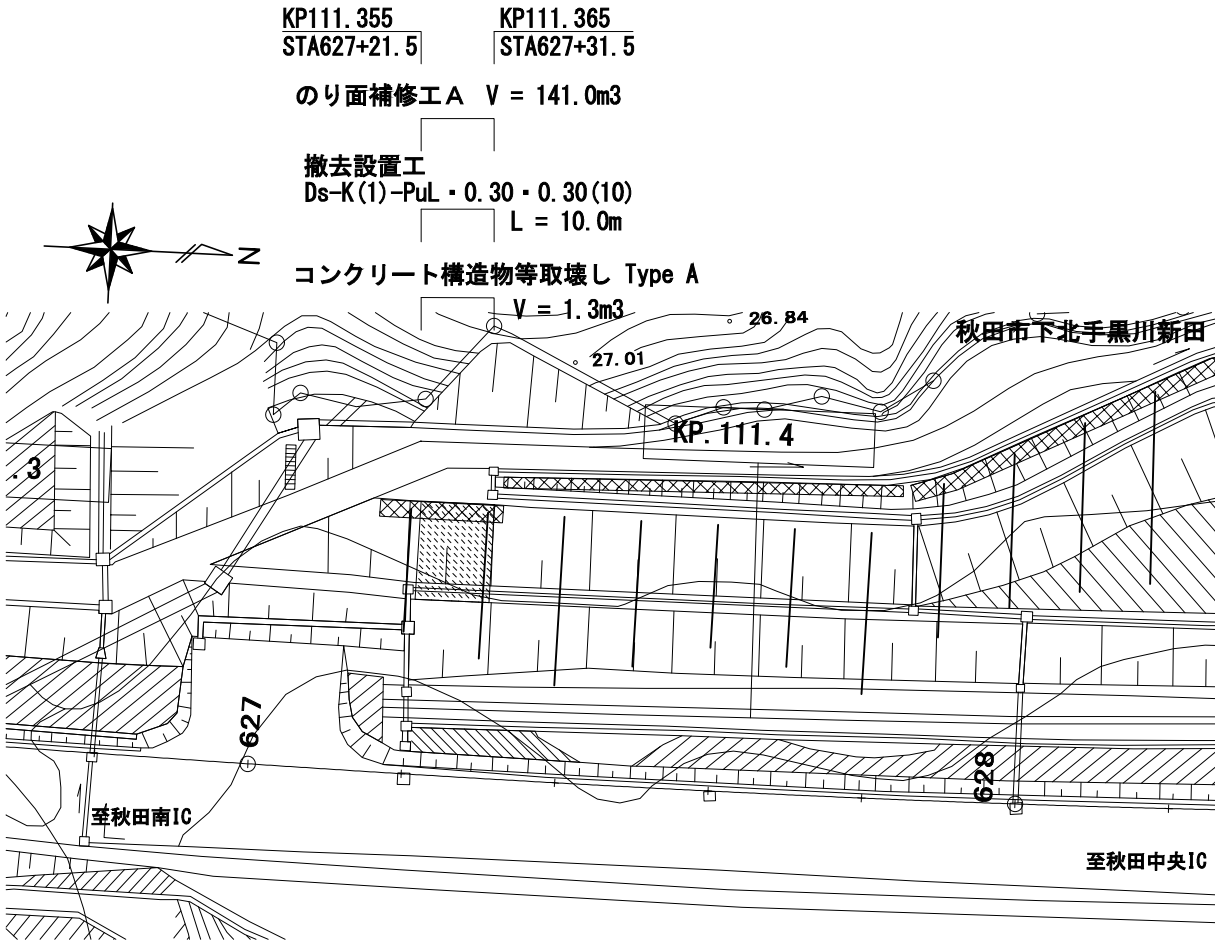 KP111.355
STA627+21.5
KP111.365
STA627+31.5
のり面補修工A V = 141.0m3
撤去設置工
Ds-K(1)-PuL・0.30・0.30(10)
L = 10.0m
N
コンクリート構造物等取壊し Type A
V = 1.3m3
26.84
秋田市下北手黒川新田
27.01
KP.111.4
.3
627
628
至秋田南IC
至秋田中央IC